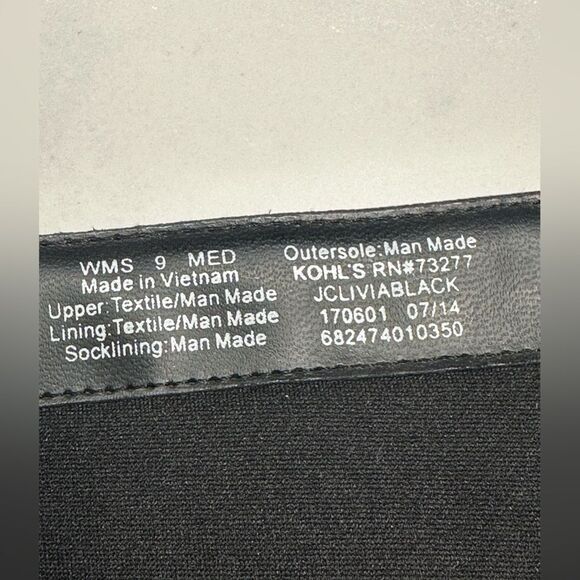 WMS 9 MED
Made in Vietnam
Upper:Textile/Man Made
Lining:Textile/Man Made
Socklining:Man Made
Outersole:Man Made
KOHL'S RN#73277
JCLIVIABLACK
170601 07/14
682474010350